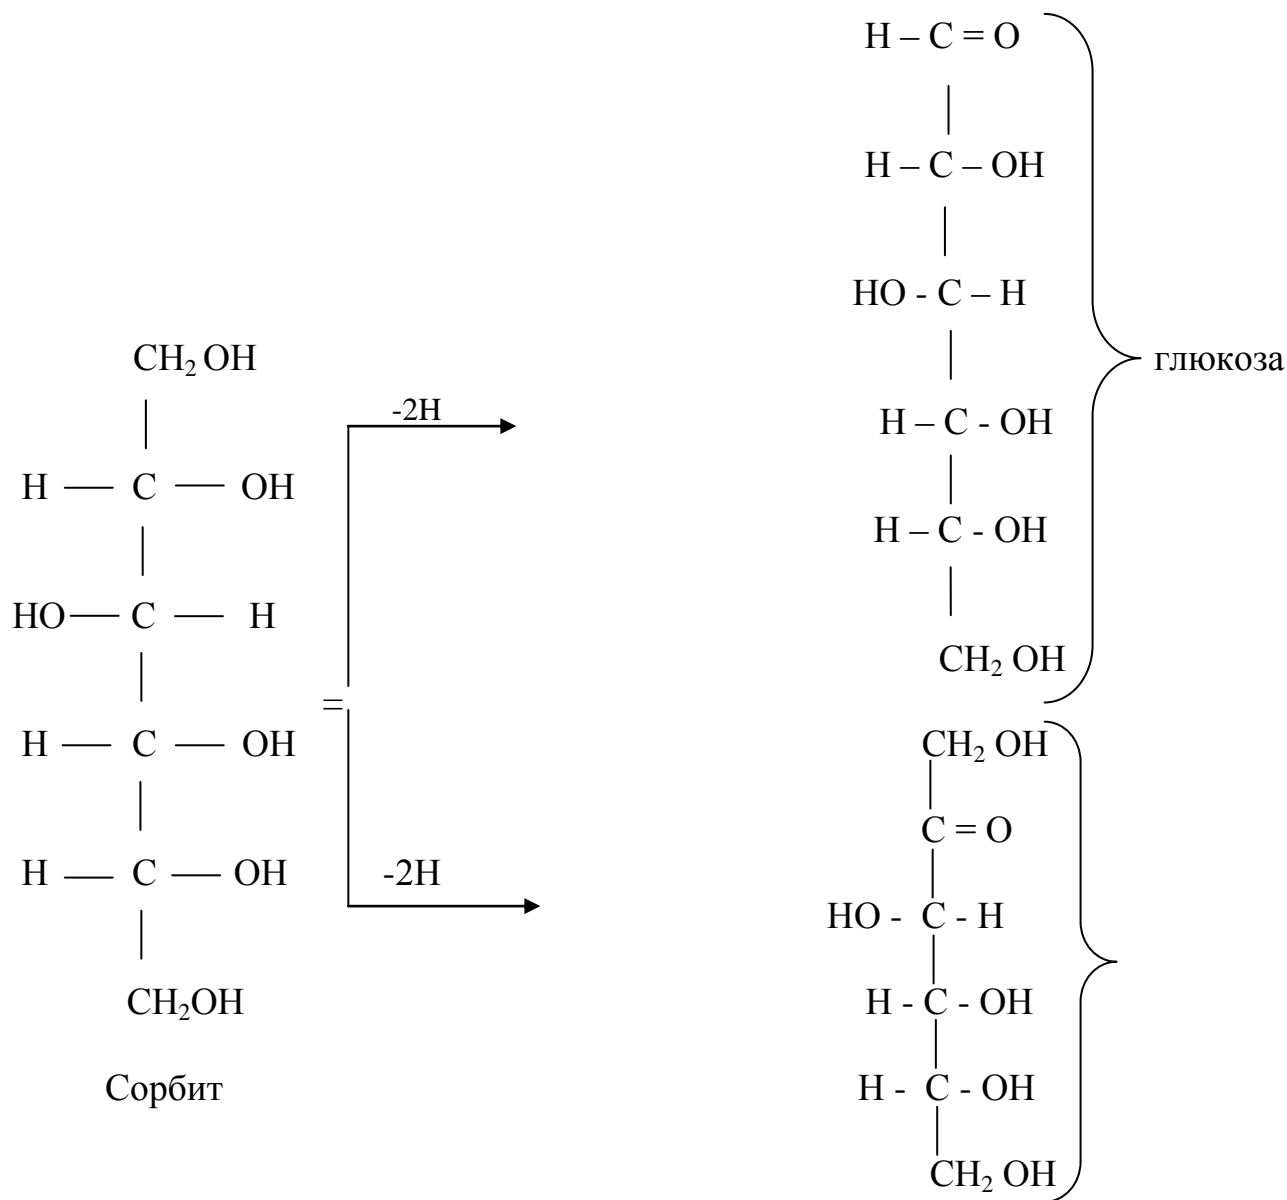 H – C = O
H – C – OH
HO - C – H
глюкоза
H – C - OH
H – C - OH
CH₂ OH
CH₂ OH
-2H
H — C — OH
HO — C — H
=
H — C — OH
H — C — OH
-2H
CH₂OH
Сорбит
CH₂ OH
C = O
HO - C - H
H - C - OH
H - C - OH
CH₂ OH